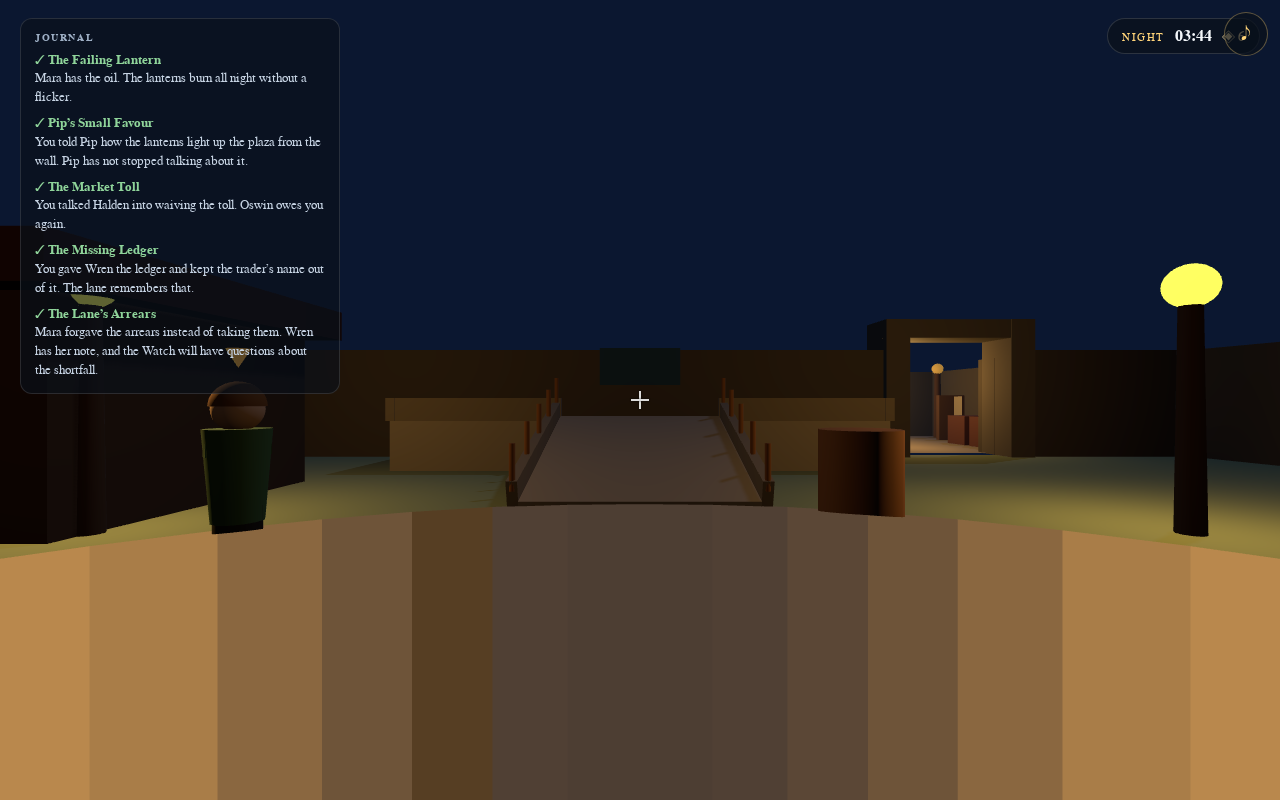 JOURNAL
✓ The Failing Lantern
Mara has the oil. The lanterns burn all night without a
flicker.
✓ Pip’s Small Favour
You told Pip how the lanterns light up the plaza from the
wall. Pip has not stopped talking about it.
✓ The Market Toll
You talked Halden into waiving the toll. Oswin owes you
again.
✓ The Missing Ledger
You gave Wren the ledger and kept the trader’s name out
of it. The lane remembers that.
✓ The Lane’s Arrears
Mara forgave the arrears instead of taking them. Wren
has her note, and the Watch will have questions about
the shortfall.
NIGHT 03:44